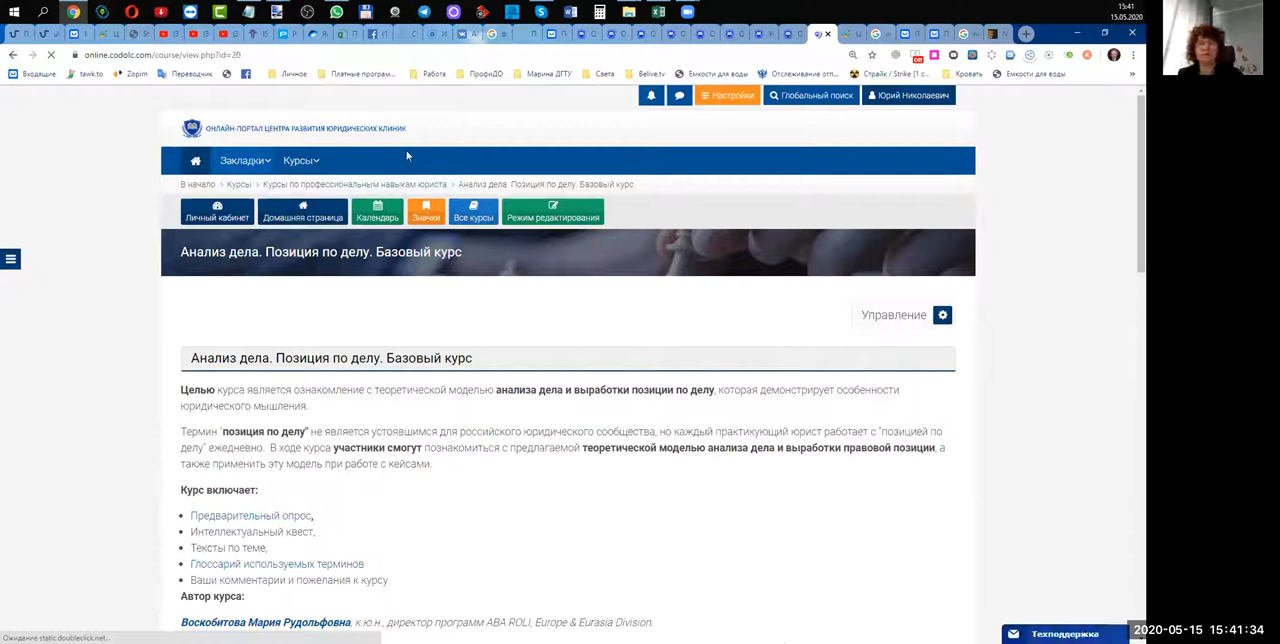 15:41
15.05.2020
online.codolc.com/course/view.php?id=20
Входящие tawk.to Zopim Переводчик Личное Платные програм... Работа ПрофиДО Марина ДГТУ Света Belive.tv Емкости для воды Отслеживание отп... Страйк / Strike [1 с... Кровать Емкости для воды »
Настройки Глобальный поиск Юрий Николаевич
ОНЛАЙН-ПОРТАЛ ЦЕНТРА РАЗВИТИЯ ЮРИДИЧЕСКИХ КЛИНИК
Закладки Курсы
В начало > Курсы > Курсы по профессиональным навыкам юриста > Анализ дела Позиция по делу. Базовый курс
Личный кабинет Домашняя страница Календарь Значки Все курсы Режим редактирования
Анализ дела. Позиция по делу. Базовый курс
Управление
Анализ дела. Позиция по делу. Базовый курс
Целью курса является ознакомление с теоретической моделью анализа дела и выработки позиции по делу, которая демонстрирует особенности
юридического мышления.
Термин "позиция по делу" не является устоявшимся для российского юридического сообщества, но каждый практикующий юрист работает с "позицией по
делу" ежедневно. В ходе курса участники смогут познакомиться с предлагаемой теоретической моделью анализа дела и выработки правовой позиции, а
также применить эту модель при работе с кейсами.
Курс включает:
• Предварительный опрос,
• Интеллектуальный квест,
• Тексты по теме,
• Глоссарий используемых терминов
• Ваши комментарии и пожелания к курсу
Автор курса:
Воскобитова Мария Рудольфовна, к.ю.н., директор программ ABA ROLI, Europe & Eurasia Division.
Ожидание static.doubleclick.net...
Техподдержка
2020-05-15 15:41:34